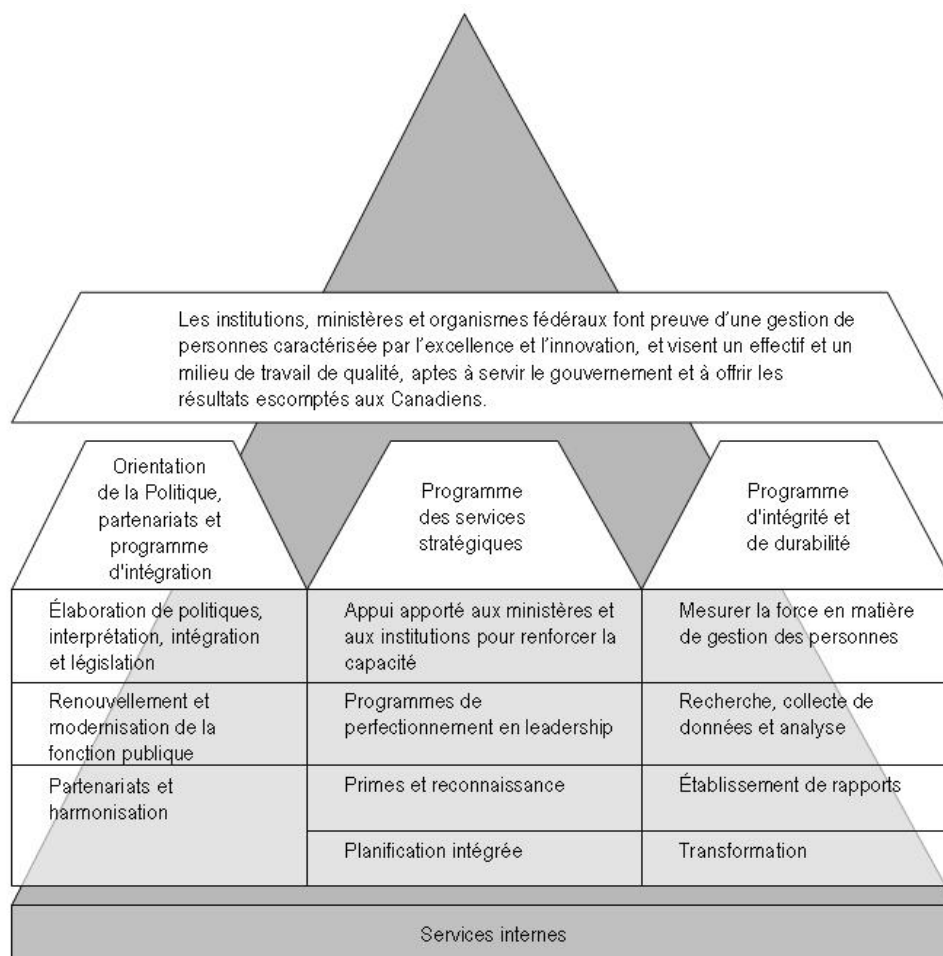 Les institutions, ministères et organismes fédéraux font preuve d'une gestion de
personnes caractérisée par l'excellence et l'innovation, et visent un effectif et un
milieu de travail de qualité, aptes à servir le gouvernement et à offrir les
résultats escomptés aux Canadiens.
Orientation
de la Politique,
partenariats et
programme
d'intégration
Élaboration de politiques,
interprétation, intégration
et législation
Renouvellement et
modernisation de la
fonction publique
Partenariats et
harmonisation
Programme
des services
stratégiques
Appui apporté aux ministères et
aux institutions pour renforcer la
capacité
Programmes de
perfectionnement en leadership
Primes et reconnaissance
Planification intégrée
Programme
d'intégrité et
de durabilité
Mesurer la force en matière
de gestion des personnes
Recherche, collecte de
données et analyse
Établissement de rapports
Transformation
Services internes